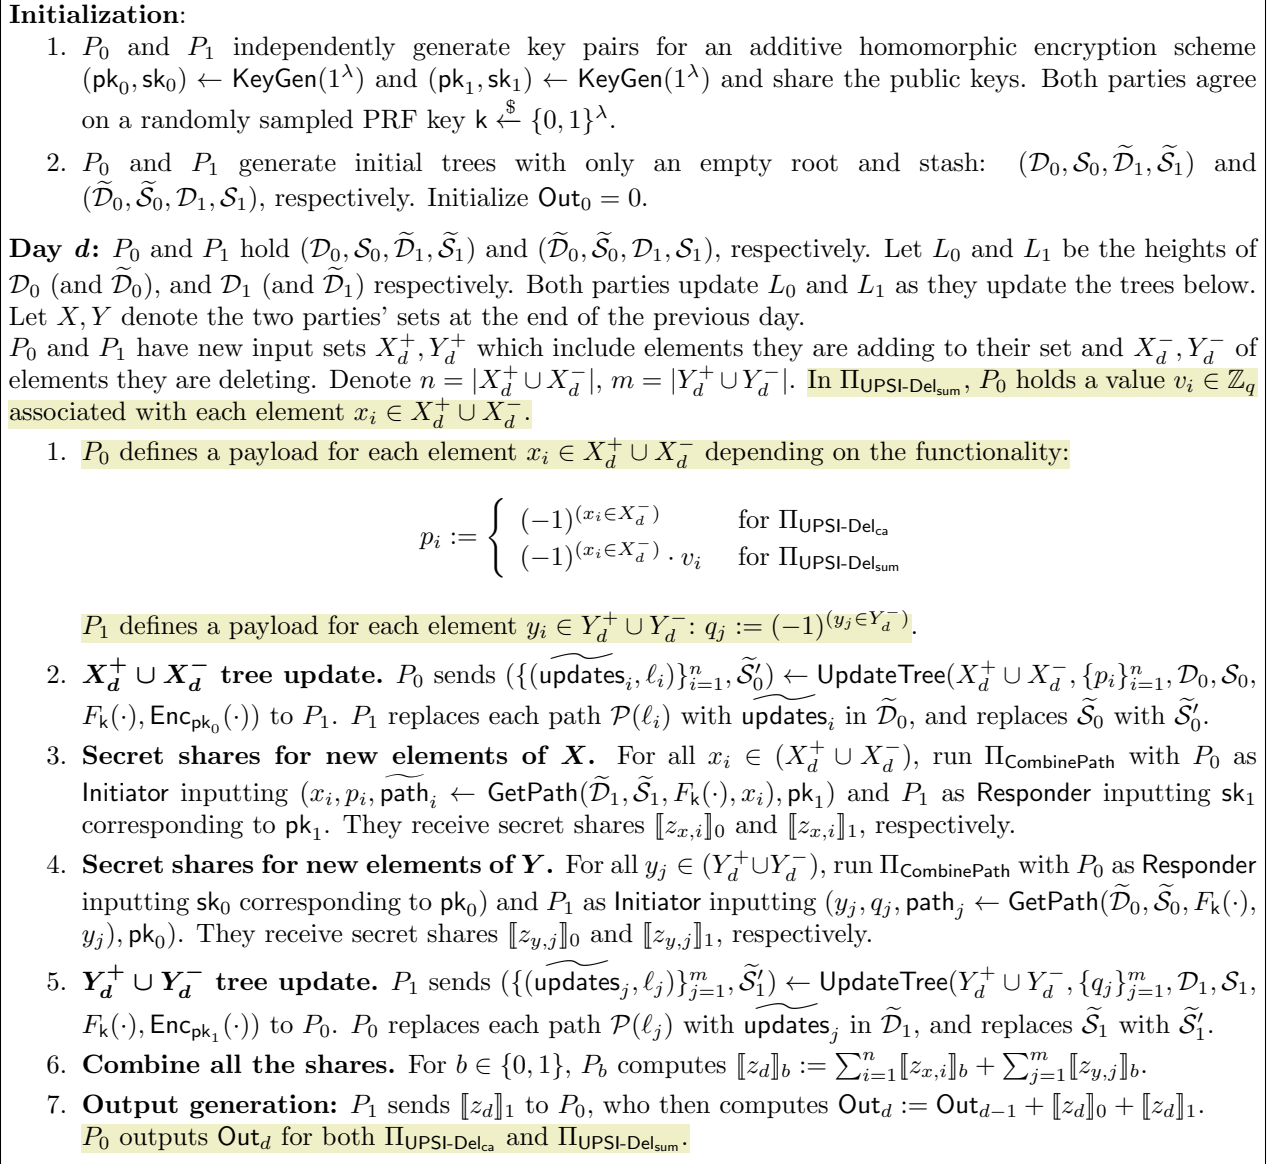 Initialization:
1. P₀ and P₁ independently generate key pairs for an additive homomorphic encryption scheme
(pk₀, sk₀) ← KeyGen(1^λ) and (pk₁, sk₁) ← KeyGen(1^λ) and share the public keys. Both parties agree
on a randomly sampled PRF key k ←$ {0, 1}^λ.
2. P₀ and P₁ generate initial trees with only an empty root and stash: (𝒟₀, 𝒮₀, 𝒟̃₁, 𝒮̃₁) and
(𝒟̃₀, 𝒮̃₀, 𝒟₁, 𝒮₁), respectively. Initialize Out₀ = 0.
Day d: P₀ and P₁ hold (𝒟₀, 𝒮₀, 𝒟̃₁, 𝒮̃₁) and (𝒟̃₀, 𝒮̃₀, 𝒟₁, 𝒮₁), respectively. Let L₀ and L₁ be the heights of
𝒟₀ (and 𝒟̃₀), and 𝒟₁ (and 𝒟̃₁) respectively. Both parties update L₀ and L₁ as they update the trees below.
Let X, Y denote the two parties' sets at the end of the previous day.
P₀ and P₁ have new input sets X_d^+, Y_d^+ which include elements they are adding to their set and X_d^−, Y_d^− of
elements they are deleting. Denote n = |X_d^+ ∪ X_d^−|, m = |Y_d^+ ∪ Y_d^−|. In Π_UPSI-Del_sum, P₀ holds a value v_i ∈ ℤ_q
associated with each element x_i ∈ X_d^+ ∪ X_d^−.
1. P₀ defines a payload for each element x_i ∈ X_d^+ ∪ X_d^− depending on the functionality:
p_i := { (−1)^(x_i∈X_d^−) for Π_UPSI-Del_ca
(−1)^(x_i∈X_d^−) · v_i for Π_UPSI-Del_sum
P₁ defines a payload for each element y_i ∈ Y_d^+ ∪ Y_d^−: q_j := (−1)^(y_j∈Y_d^−).
2. X_d^+ ∪ X_d^− tree update. P₀ sends ({(updates̃_i, ℓ_i)}_{i=1}^n, 𝒮̃′₀) ← UpdateTree(X_d^+ ∪ X_d^−, {p_i}_{i=1}^n, 𝒟₀, 𝒮₀,
F_k(·), Enc_pk₀(·)) to P₁. P₁ replaces each path 𝒫(ℓ_i) with updates̃_i in 𝒟̃₀, and replaces 𝒮̃₀ with 𝒮̃′₀.
3. Secret shares for new elements of X. For all x_i ∈ (X_d^+ ∪ X_d^−), run Π_CombinePath with P₀ as
Initiator inputting (x_i, p_i, path̃_i ← GetPath(𝒟̃₁, 𝒮̃₁, F_k(·), x_i), pk₁) and P₁ as Responder inputting sk₁
corresponding to pk₁. They receive secret shares ⟦z_{x,i}⟧₀ and ⟦z_{x,i}⟧₁, respectively.
4. Secret shares for new elements of Y. For all y_j ∈ (Y_d^+∪Y_d^−), run Π_CombinePath with P₀ as Responder
inputting sk₀ corresponding to pk₀) and P₁ as Initiator inputting (y_j, q_j, path_j ← GetPath(𝒟̃₀, 𝒮̃₀, F_k(·),
y_j), pk₀). They receive secret shares ⟦z_{y,j}⟧₀ and ⟦z_{y,j}⟧₁, respectively.
5. Y_d^+ ∪ Y_d^− tree update. P₁ sends ({(updates̃_j, ℓ_j)}_{j=1}^m, 𝒮̃′₁) ← UpdateTree(Y_d^+ ∪ Y_d^−, {q_j}_{j=1}^m, 𝒟₁, 𝒮₁,
F_k(·), Enc_pk₁(·)) to P₀. P₀ replaces each path 𝒫(ℓ_j) with updates̃_j in 𝒟̃₁, and replaces 𝒮̃₁ with 𝒮̃′₁.
6. Combine all the shares. For b ∈ {0, 1}, P_b computes ⟦z_d⟧_b := ∑_{i=1}^n ⟦z_{x,i}⟧_b + ∑_{j=1}^m ⟦z_{y,j}⟧_b.
7. Output generation: P₁ sends ⟦z_d⟧₁ to P₀, who then computes Out_d := Out_{d−1} + ⟦z_d⟧₀ + ⟦z_d⟧₁.
P₀ outputs Out_d for both Π_UPSI-Del_ca and Π_UPSI-Del_sum.